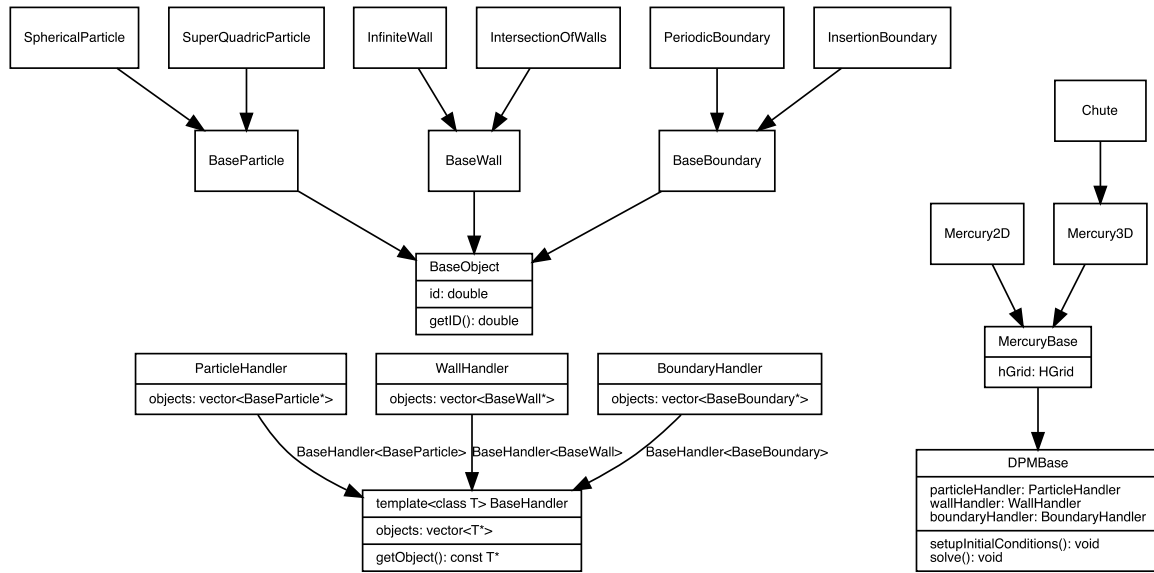 SphericalParticle
SuperQuadricParticle
InfiniteWall
IntersectionOfWalls
PeriodicBoundary
InsertionBoundary
Chute
BaseParticle
BaseWall
BaseBoundary
Mercury2D
Mercury3D
BaseObject
id: double
getID(): double
MercuryBase
hGrid: HGrid
ParticleHandler
objects: vector<BaseParticle*>
WallHandler
objects: vector<BaseWall*>
BoundaryHandler
objects: vector<BaseBoundary*>
BaseHandler<BaseParticle>
BaseHandler<BaseWall>
BaseHandler<BaseBoundary>
template<class T> BaseHandler
objects: vector<T*>
getObject(): const T*
DPMBase
particleHandler: ParticleHandler
wallHandler: WallHandler
boundaryHandler: BoundaryHandler
setupInitialConditions(): void
solve(): void